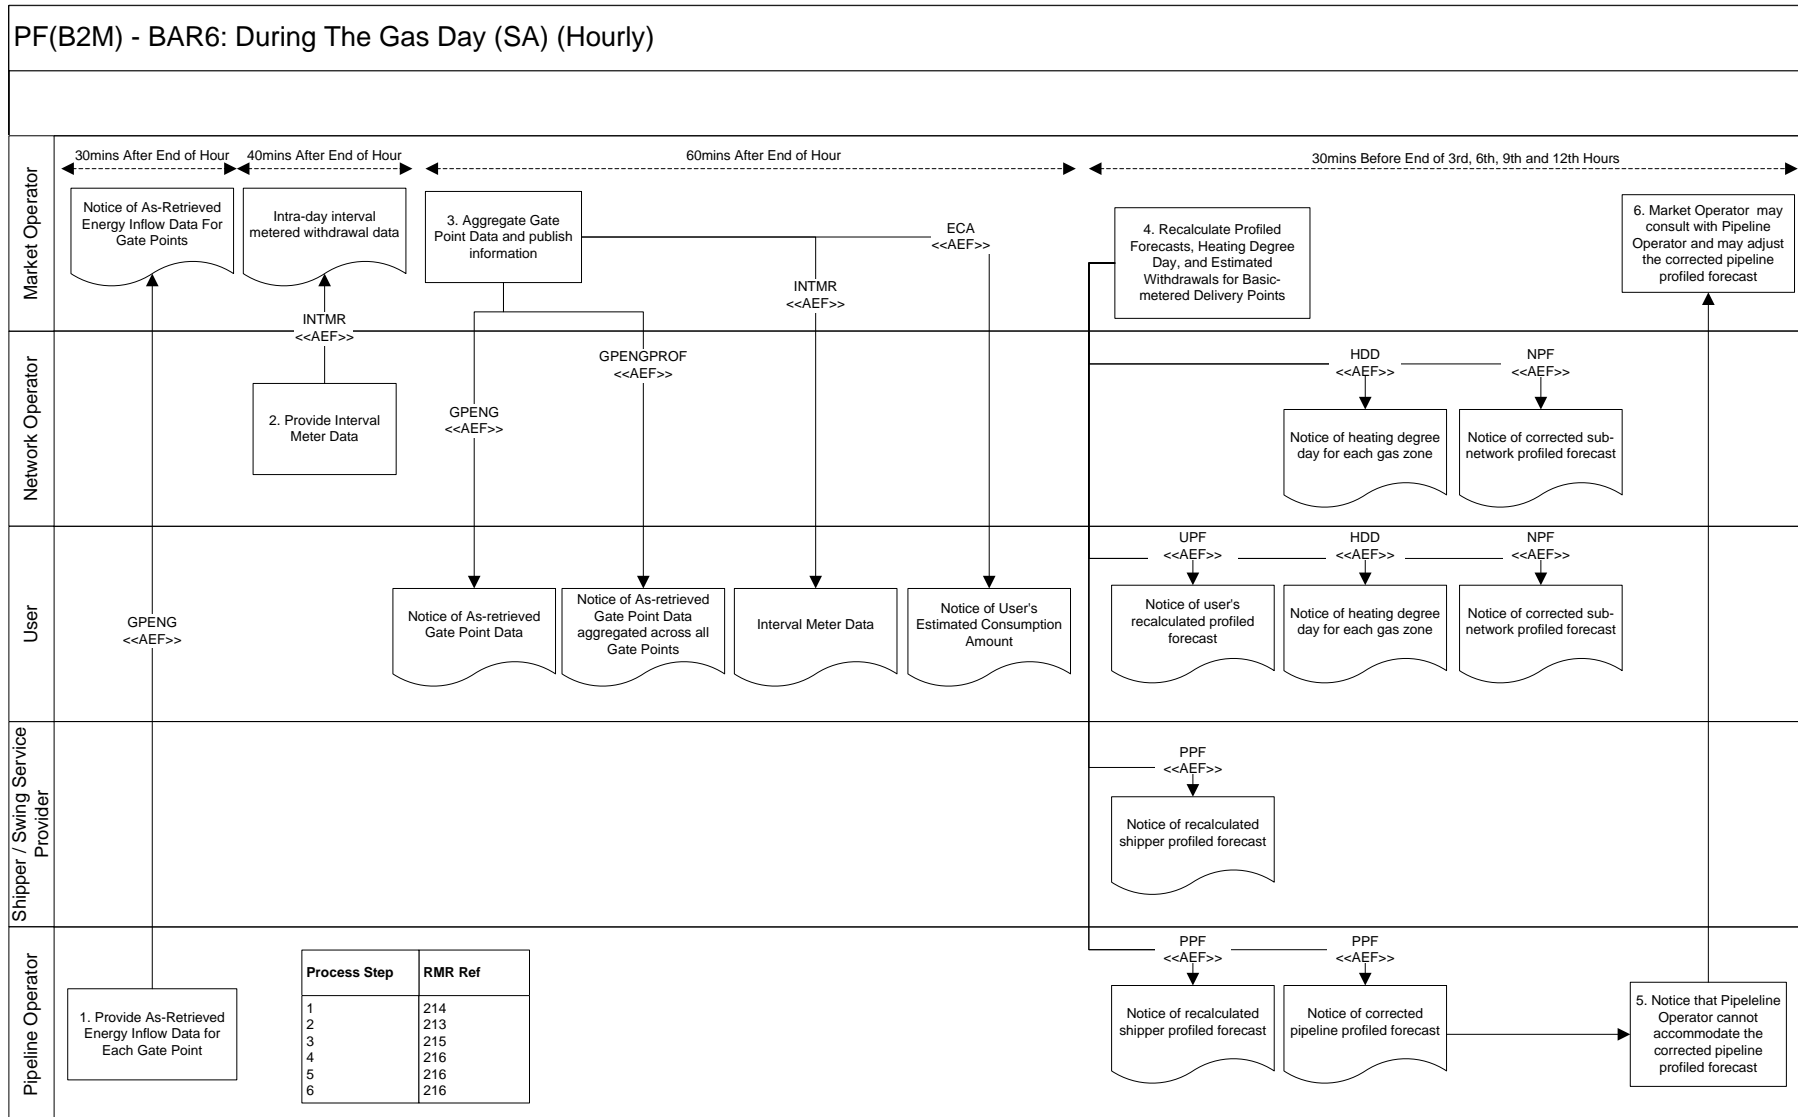 PF(B2M) - BAR6: During The Gas Day (SA) (Hourly)
Market Operator
30mins After End of Hour
40mins After End of Hour
60mins After End of Hour
30mins Before End of 3rd, 6th, 9th and 12th Hours
Notice of As-Retrieved
Energy Inflow Data For
Gate Points
Intra-day interval
metered withdrawal data
3. Aggregate Gate
Point Data and publish
information
ECA
<<AEF>>
INTMR
<<AEF>>
4. Recalculate Profiled
Forecasts, Heating Degree
Day, and Estimated
Withdrawals for Basic-
metered Delivery Points
6. Market Operator may
consult with Pipeline
Operator and may adjust
the corrected pipeline
profiled forecast
INTMR
<<AEF>>
Network Operator
2. Provide Interval
Meter Data
GPENG
<<AEF>>
GPENGPROF
<<AEF>>
HDD
<<AEF>>
NPF
<<AEF>>
Notice of heating degree
day for each gas zone
Notice of corrected sub-
network profiled forecast
User
GPENG
<<AEF>>
Notice of As-retrieved
Gate Point Data
Notice of As-retrieved
Gate Point Data
aggregated across all
Gate Points
Interval Meter Data
Notice of User's
Estimated Consumption
Amount
UPF
<<AEF>>
HDD
<<AEF>>
NPF
<<AEF>>
Notice of user's
recalculated profiled
forecast
Notice of heating degree
day for each gas zone
Notice of corrected sub-
network profiled forecast
Shipper / Swing Service
Provider
PPF
<<AEF>>
Notice of recalculated
shipper profiled forecast
Pipeline Operator
1. Provide As-Retrieved
Energy Inflow Data for
Each Gate Point
Process Step RMR Ref
1 214
2 213
3 215
4 216
5 216
6 216
PPF
<<AEF>>
PPF
<<AEF>>
Notice of recalculated
shipper profiled forecast
Notice of corrected
pipeline profiled forecast
5. Notice that Pipeleline
Operator cannot
accommodate the
corrected pipeline
profiled forecast